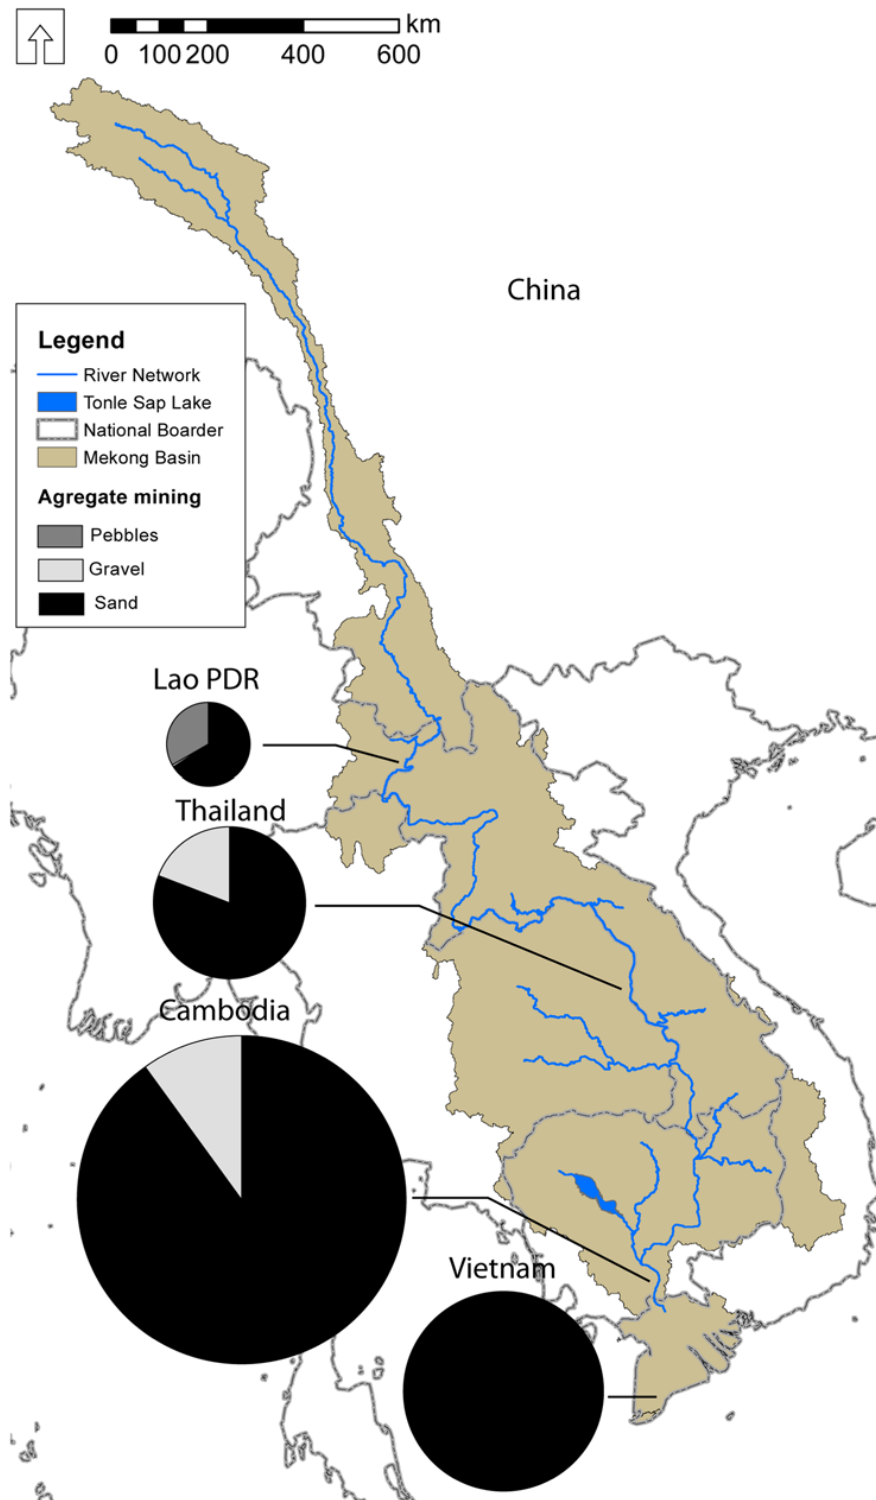 km
0 100 200 400 600
China
Legend
River Network
Tonle Sap Lake
National Boarder
Mekong Basin
Agregate mining
Pebbles
Gravel
Sand
Lao PDR
Thailand
Cambodia
Vietnam